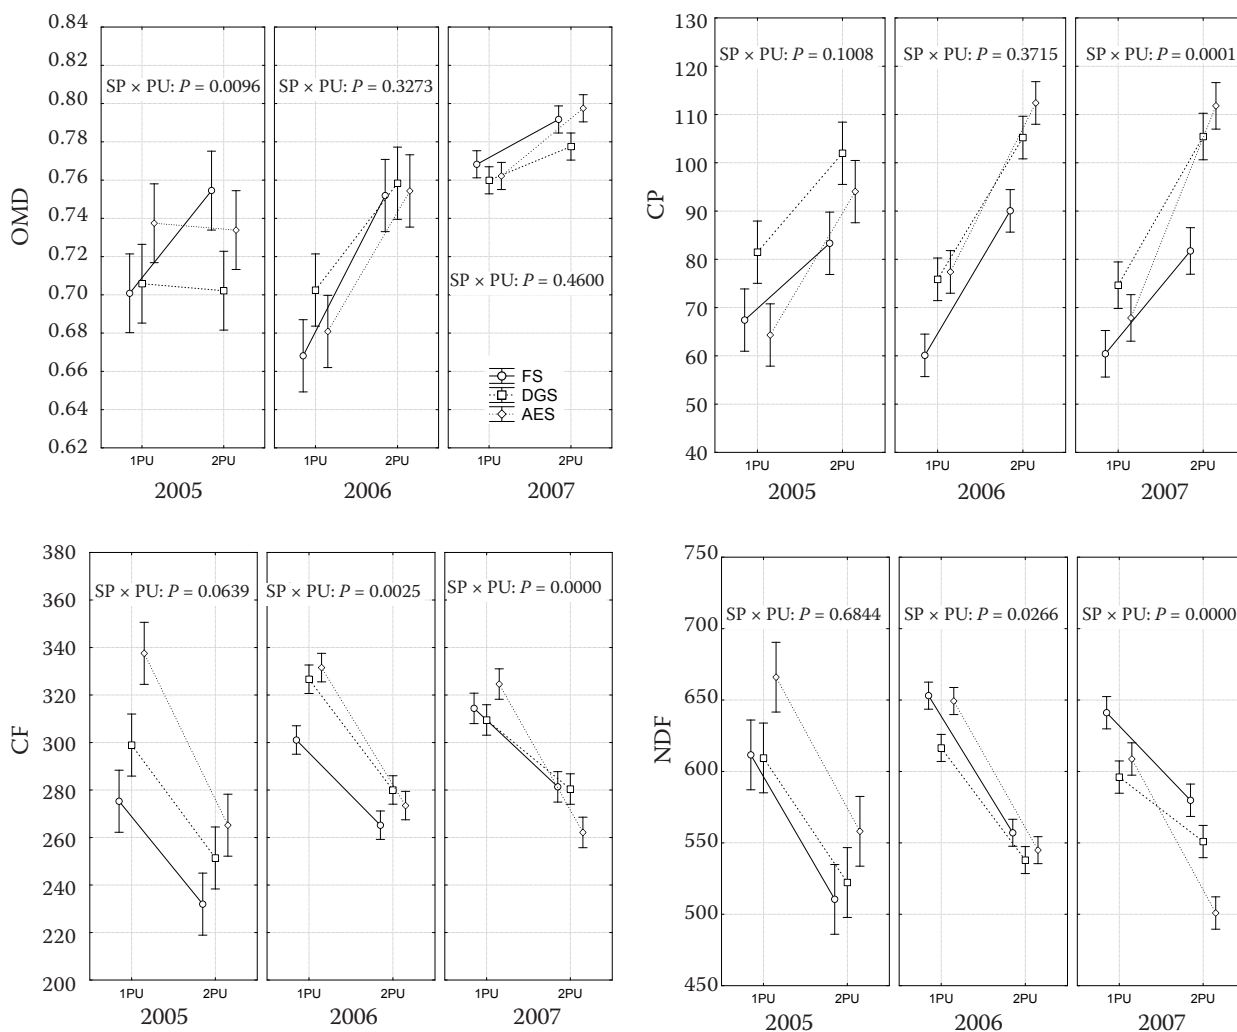 OMD
0.84
0.82
0.80
0.78
0.76
0.74
0.72
0.70
0.68
0.66
0.64
0.62
SP × PU: P = 0.0096
SP × PU: P = 0.3273
SP × PU: P = 0.4600
FS
DGS
AES
1PU 2PU 1PU 2PU 1PU 2PU
2005 2006 2007
CP
130
120
110
100
90
80
70
60
50
40
SP × PU: P = 0.1008
SP × PU: P = 0.3715
SP × PU: P = 0.0001
1PU 2PU 1PU 2PU 1PU 2PU
2005 2006 2007
CF
380
360
340
320
300
280
260
240
220
200
SP × PU: P = 0.0639
SP × PU: P = 0.0025
SP × PU: P = 0.0000
1PU 2PU 1PU 2PU 1PU 2PU
2005 2006 2007
NDF
750
700
650
600
550
500
450
SP × PU: P = 0.6844
SP × PU: P = 0.0266
SP × PU: P = 0.0000
1PU 2PU 1PU 2PU 1PU 2PU
2005 2006 2007